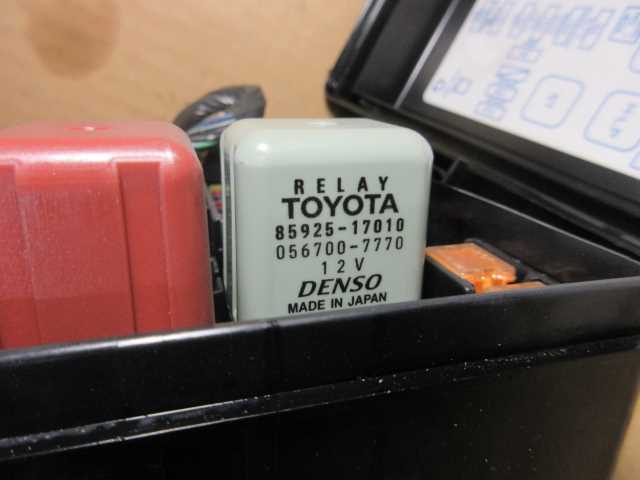 RELAY
TOYOTA
85925-17010
056700-7770
12V
DENSO
MADE IN JAPAN